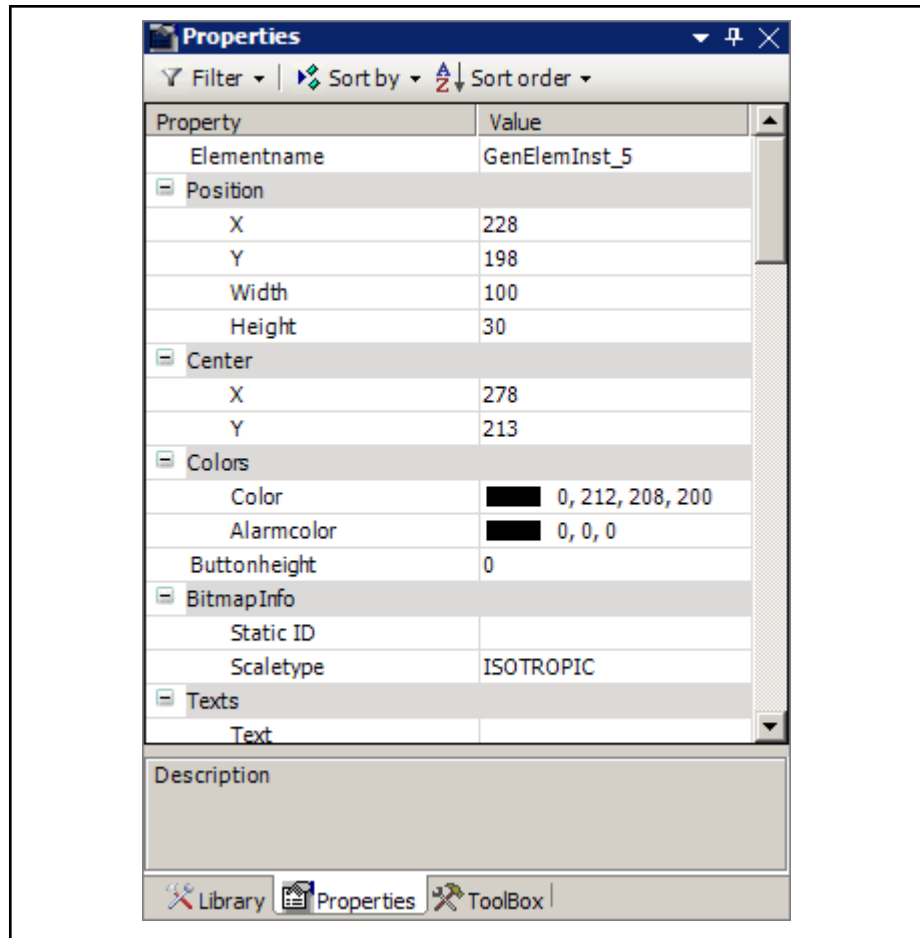 Properties
Filter Sort by Sort order
Property Value
Elementname GenElemInst_5
Position
X 228
Y 198
Width 100
Height 30
Center
X 278
Y 213
Colors
Color 0, 212, 208, 200
Alarmcolor 0, 0, 0
Buttonheight 0
BitmapInfo
Static ID
Scaletype ISOTROPIC
Texts
Text
Description
Library Properties ToolBox